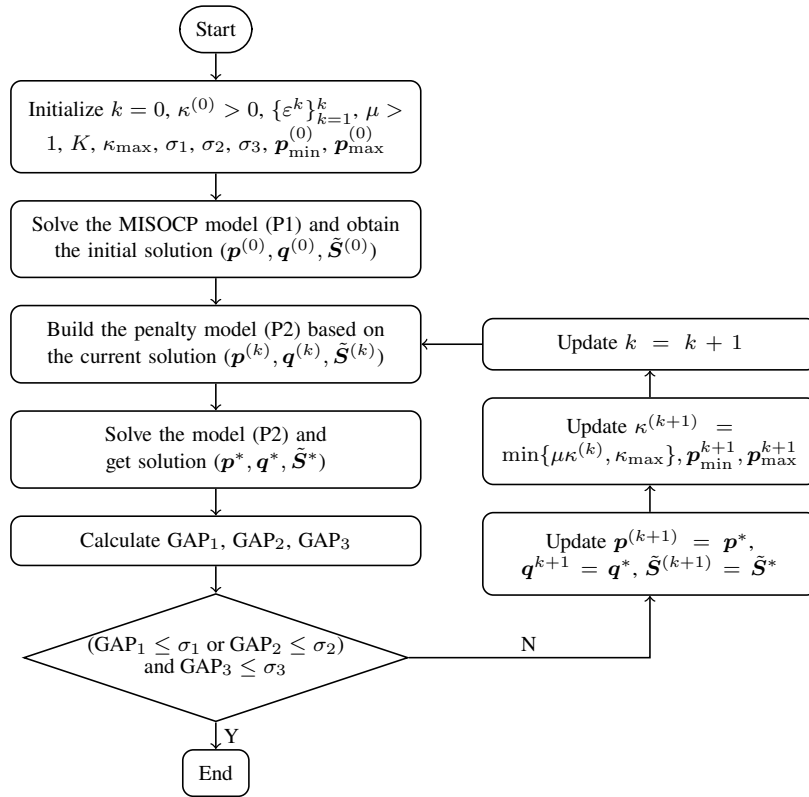 Start
Initialize k = 0, κ^(0) > 0, {ε^k}^k_{k=1}, μ >
1, K, κ_max, σ_1, σ_2, σ_3, p_min^(0), p_max^(0)
Solve the MISOCP model (P1) and obtain
the initial solution (p^(0), q^(0), S̃^(0))
Build the penalty model (P2) based on
the current solution (p^(k), q^(k), S̃^(k))
Solve the model (P2) and
get solution (p^*, q^*, S̃^*)
Calculate GAP_1, GAP_2, GAP_3
(GAP_1 ≤ σ_1 or GAP_2 ≤ σ_2)
and GAP_3 ≤ σ_3
Y
End
N
Update p^(k+1) = p^*,
q^{k+1} = q^*, S̃^(k+1) = S̃^*
Update κ^(k+1) =
min{μκ^(k), κ_max}, p_min^{k+1}, p_max^{k+1}
Update k = k + 1